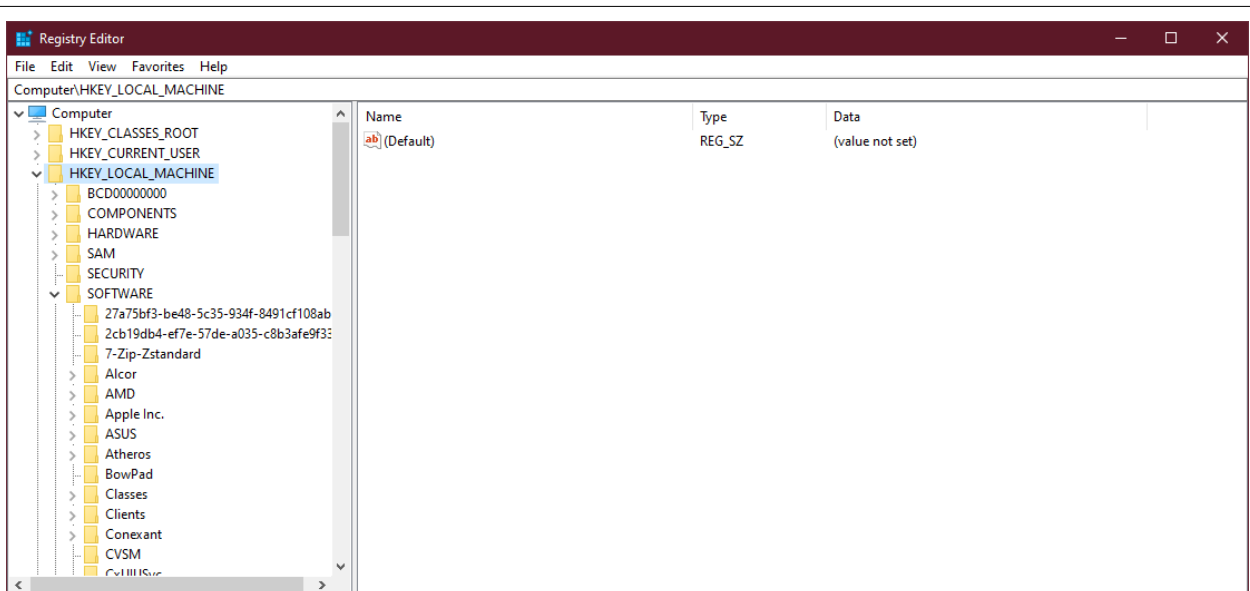 Registry Editor
File Edit View Favorites Help
Computer\HKEY_LOCAL_MACHINE
Computer
HKEY_CLASSES_ROOT
HKEY_CURRENT_USER
HKEY_LOCAL_MACHINE
BCD00000000
COMPONENTS
HARDWARE
SAM
SECURITY
SOFTWARE
27a75bf3-be48-5c35-934f-8491cf108ab
2cb19db4-ef7e-57de-a035-c8b3afe9f33
7-Zip-Zstandard
Alcor
AMD
Apple Inc.
ASUS
Atheros
BowPad
Classes
Clients
Conexant
CVSM
Name Type Data
(Default) REG_SZ (value not set)